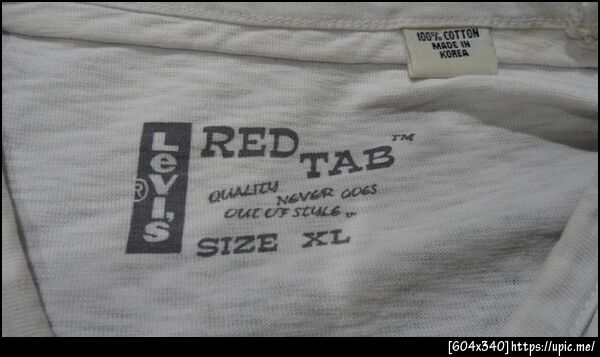 100% COTTON
MADE IN
KOREA
LEVI'S
®
RED TAB™
QUALITY NEVER GOES
OUT OF STYLE.
SIZE XL
[604x340]https://upic.me/